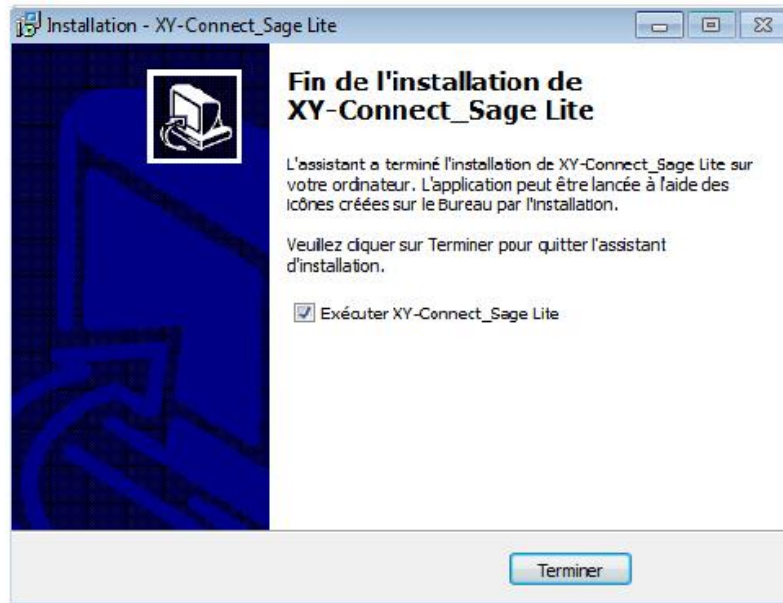 Installation - XY-Connect_Sage Lite
Fin de l'installation de
XY-Connect_Sage Lite
L'assistant a terminé l'installation de XY-Connect_Sage Lite sur
votre ordinateur. L'application peut être lancée à l'aide des
icônes créées sur le Bureau par l'installation.
Veuillez cliquer sur Terminer pour quitter l'assistant
d'installation.
Exécuter XY-Connect_Sage Lite
Terminer